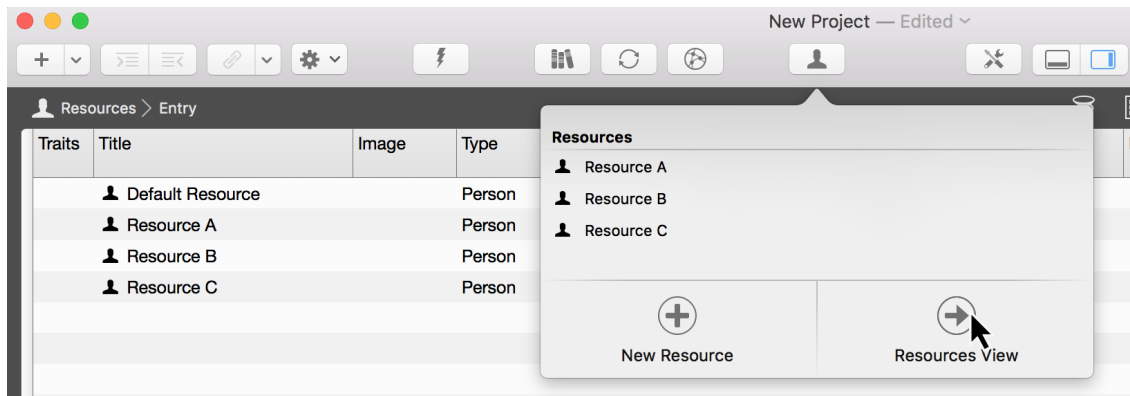 New Project — Edited
Resources > Entry
Traits Title Image Type
Default Resource Person
Resource A Person
Resource B Person
Resource C Person
Resources
Resource A
Resource B
Resource C
New Resource Resources View